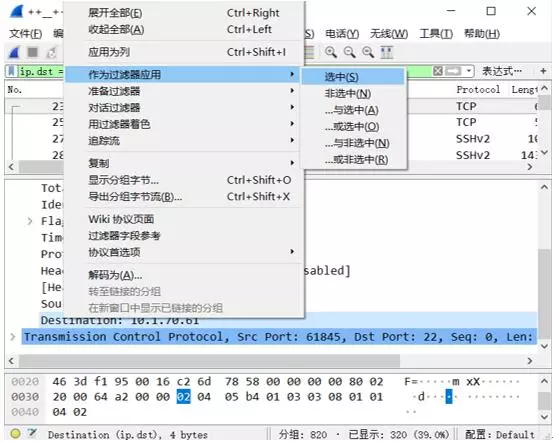 ++__+
展开全部(E) Ctrl+Right
收起全部(A) Ctrl+Left
应用为列 Ctrl+Shift+I
作为过滤器应用
准备过滤器
对话过滤器
用过滤器着色
追踪流
复制
显示分组字节... Ctrl+Shift+O
导出分组字节流(B)... Ctrl+Shift+X
Wiki 协议页面
过滤器字段参考
协议首选项
解码为(A)...
转至链接的分组
在新窗口中显示已链接的分组
选中(S)
非选中(N)
...与选中(A)
...或选中(O)
...与非选中(N)
...或非选中(R)
文件(F) 编
S) 电话(Y) 无线(W) 工具(T) 帮助(H)
ip.dst = 表达式... +
No. Protocol Length
23 TCP 6
25 TCP 5
27 SSHv2 10
28 SSHv2 143
Tota
Iden
Flag
Time
Prot
Head sabled]
[Hea
Sour
Destination: 10.1.70.61
Transmission Control Protocol, Src Port: 61845, Dst Port: 22, Seq: 0, Len:
0020 46 3d f1 95 00 16 c2 6d 78 58 00 00 00 00 80 02 F=·····m xX······
0030 20 00 64 a2 00 00 02 04 05 b4 01 03 03 08 01 01 ·d······ ········
0040 04 02
Destination (ip.dst), 4 bytes 分组: 820 · 已显示: 320 (39.0%) 配置: Default